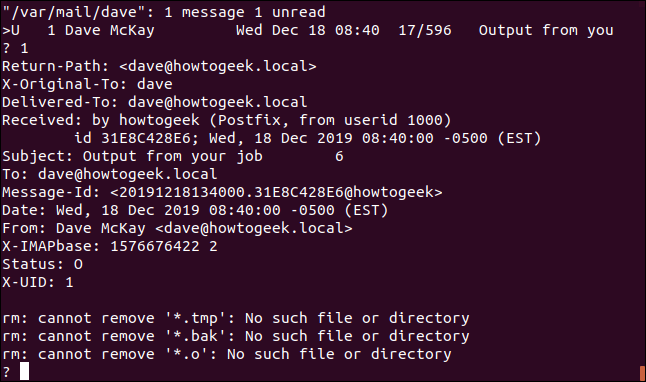 "/var/mail/dave": 1 message 1 unread
>U   1 Dave McKay         Wed Dec 18 08:40  17/596   Output from you
? 1
Return-Path: <dave@howtogeek.local>
X-Original-To: dave
Delivered-To: dave@howtogeek.local
Received: by howtogeek (Postfix, from userid 1000)
        id 31E8C428E6; Wed, 18 Dec 2019 08:40:00 -0500 (EST)
Subject: Output from your job        6
To: dave@howtogeek.local
Message-Id: <20191218134000.31E8C428E6@howtogeek>
Date: Wed, 18 Dec 2019 08:40:00 -0500 (EST)
From: Dave McKay <dave@howtogeek.local>
X-IMAPbase: 1576676422 2
Status: O
X-UID: 1

rm: cannot remove '*.tmp': No such file or directory
rm: cannot remove '*.bak': No such file or directory
rm: cannot remove '*.o': No such file or directory
?